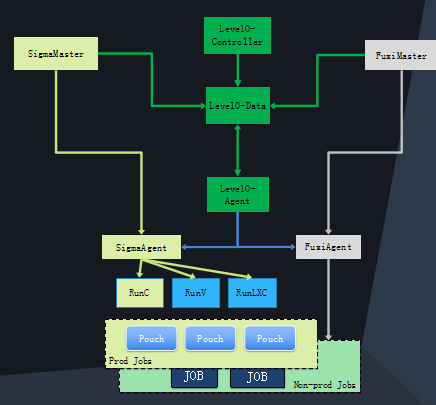 Level0-
Controller
SigmaMaster
FuxiMaster
Level0-Data
Level0-
Agent
SigmaAgent
FuxiAgent
RunC
RunV
RunLXC
Pouch
Pouch
Pouch
Prod Jobs
JOB
JOB
Non-prod Jobs